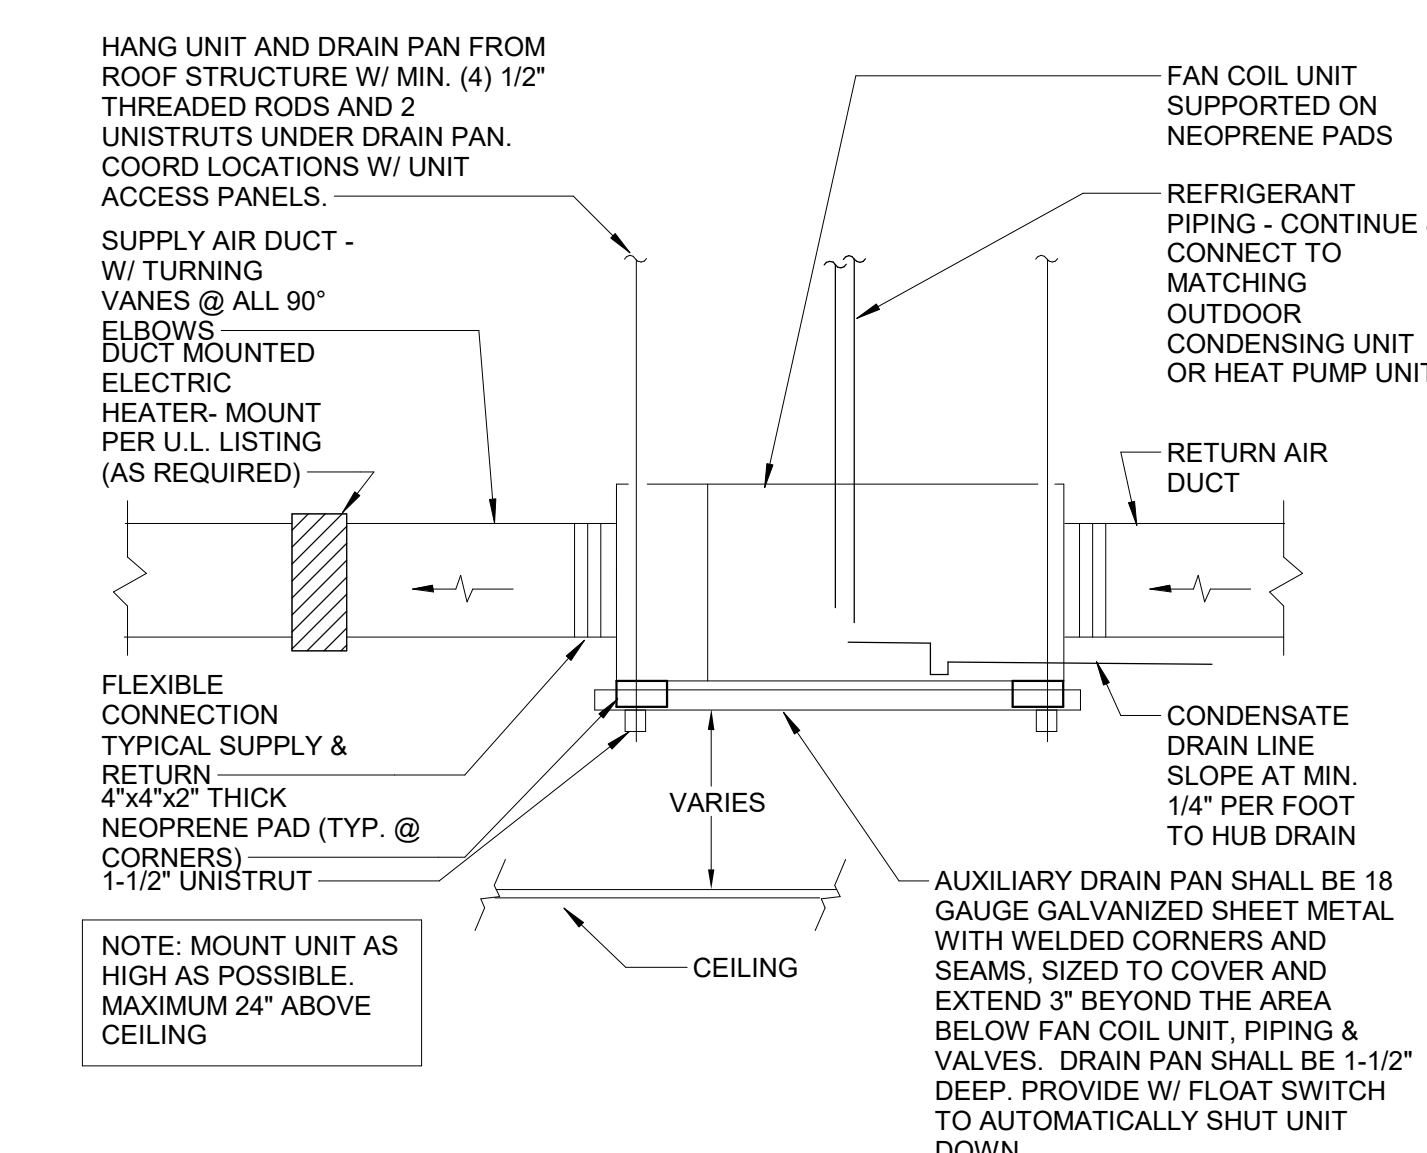 HANG UNIT AND DRAIN PAN FROM
ROOF STRUCTURE W/ MIN. (4) 1/2"
THREADED RODS AND 2
UNISTRUTS UNDER DRAIN PAN.
COORD LOCATIONS W/ UNIT
ACCESS PANELS.
SUPPLY AIR DUCT -
W/ TURNING
VANES @ ALL 90°
ELBOWS
DUCT MOUNTED
ELECTRIC
HEATER- MOUNT
PER U.L. LISTING
(AS REQUIRED)
FLEXIBLE
CONNECTION
TYPICAL SUPPLY &
RETURN
4"x4"x2" THICK
NEOPRENE PAD (TYP. @
CORNERS)
1-1/2" UNISTRUT
NOTE: MOUNT UNIT AS
HIGH AS POSSIBLE.
MAXIMUM 24" ABOVE
CEILING
VARIES
CEILING
FAN COIL UNIT
SUPPORTED ON
NEOPRENE PADS
REFRIGERANT
PIPING - CONTINUE
CONNECT TO
MATCHING
OUTDOOR
CONDENSING UNIT
OR HEAT PUMP UNIT
RETURN AIR
DUCT
CONDENSATE
DRAIN LINE
SLOPE AT MIN.
1/4" PER FOOT
TO HUB DRAIN
AUXILIARY DRAIN PAN SHALL BE 18
GAUGE GALVANIZED SHEET METAL
WITH WELDED CORNERS AND
SEAMS, SIZED TO COVER AND
EXTEND 3" BEYOND THE AREA
BELOW FAN COIL UNIT, PIPING &
VALVES. DRAIN PAN SHALL BE 1-1/2"
DEEP. PROVIDE W/ FLOAT SWITCH
TO AUTOMATICALLY SHUT UNIT
DOWN